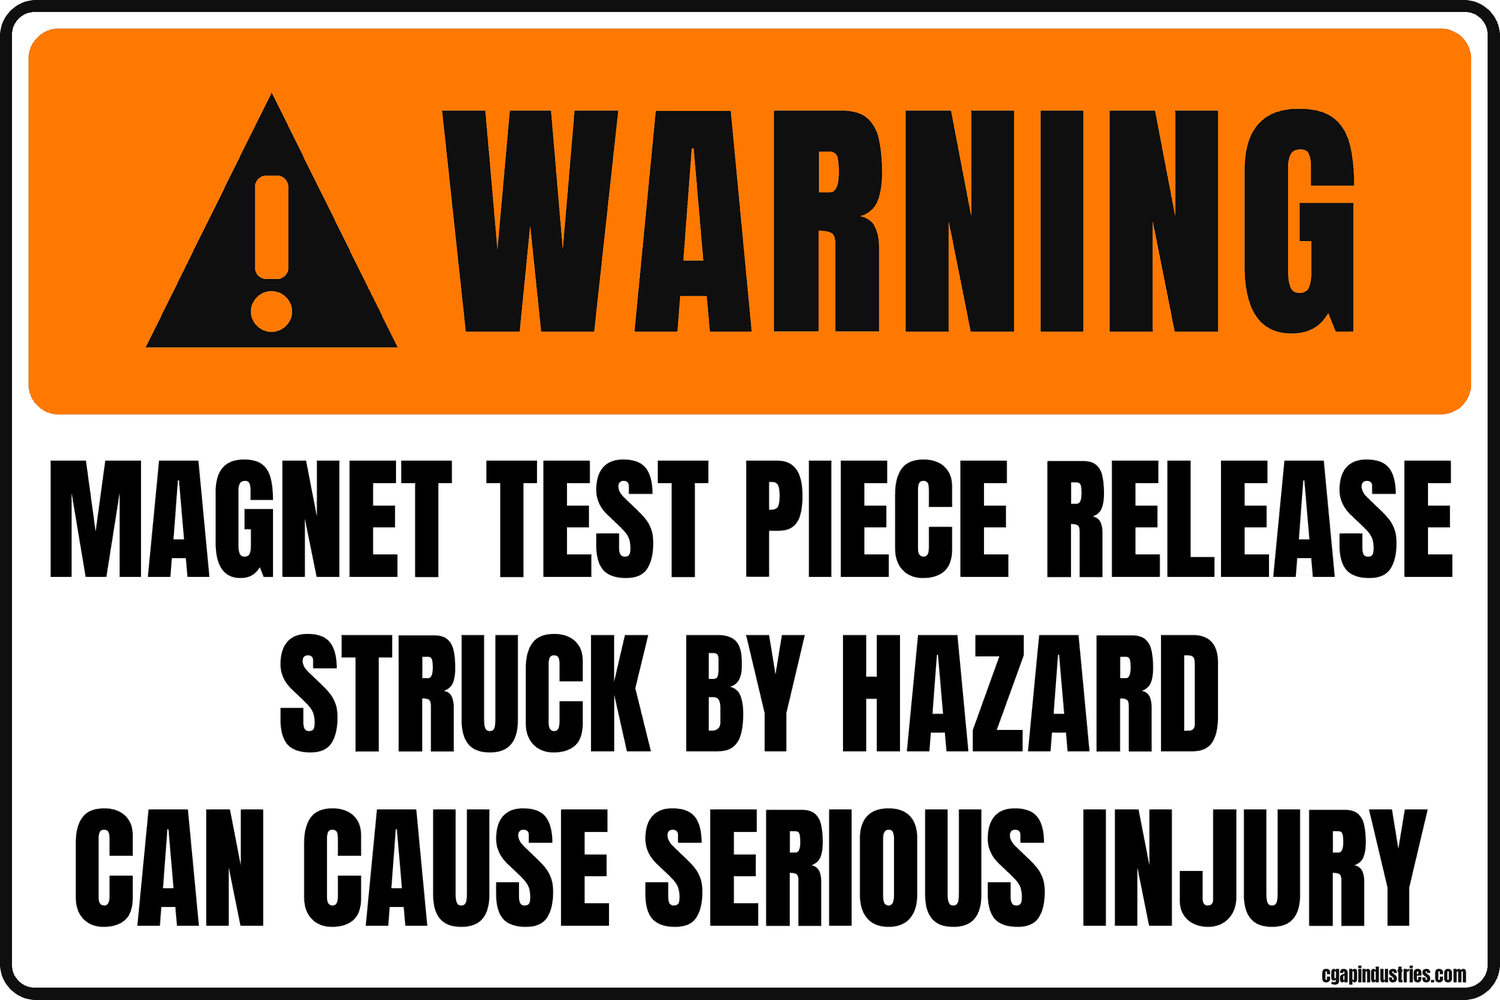 WARNING
MAGNET TEST PIECE RELEASE
STRUCK BY HAZARD
CAN CAUSE SERIOUS INJURY
cgapindustries.com